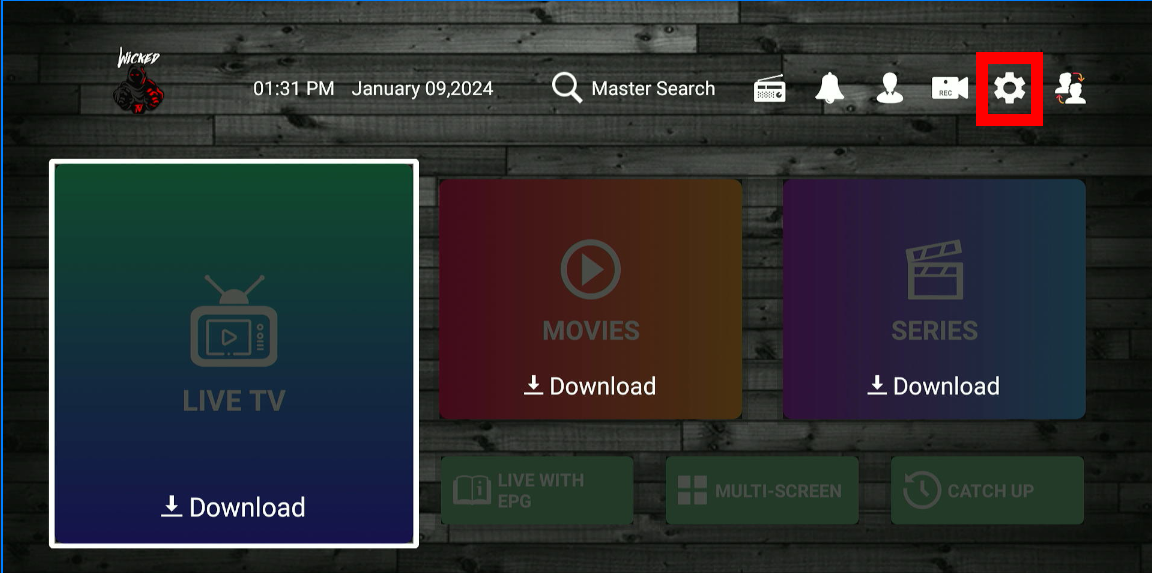 WICKED
01:31 PM January 09,2024 Master Search
REC
LIVE TV
Download
MOVIES
Download
SERIES
Download
LIVE WITH
EPG
MULTI-SCREEN
CATCH UP